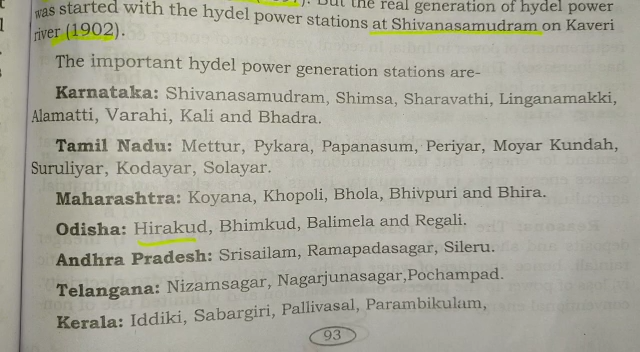 was started with the hydel power stations at Shivanasamudram on Kaveri
river (1902).
The important hydel power generation stations are-
Karnataka: Shivanasamudram, Shimsa, Sharavathi, Linganamakki,
Alamatti, Varahi, Kali and Bhadra.
Tamil Nadu: Mettur, Pykara, Papanasum, Periyar, Moyar Kundah,
Suruliyar, Kodayar, Solayar.
Maharashtra: Koyana, Khopoli, Bhola, Bhivpuri and Bhira.
Odisha: Hirakud, Bhimkud, Balimela and Regali.
Andhra Pradesh: Srisailam, Ramapadasagar, Sileru.
Telangana: Nizamsagar, Nagarjunasagar,Pochampad.
Kerala: Iddiki, Sabargiri, Pallivasal, Parambikulam,
93